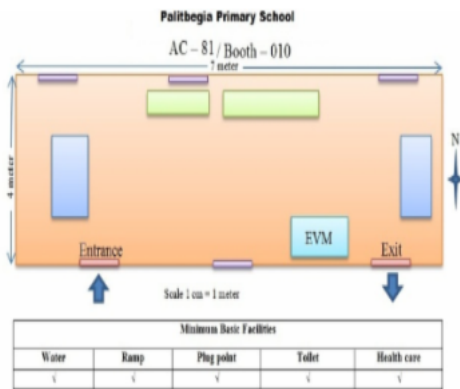 Palitbegia Primary School
AC – 81/ Booth – 010
7 meter
4 meter
N
EVM
Entrance
Exit
Scale 1 cm = 1 meter
Minimum Basic Facilities
Water Ramp Plug point Toilet Health care
√ √ √ √ √